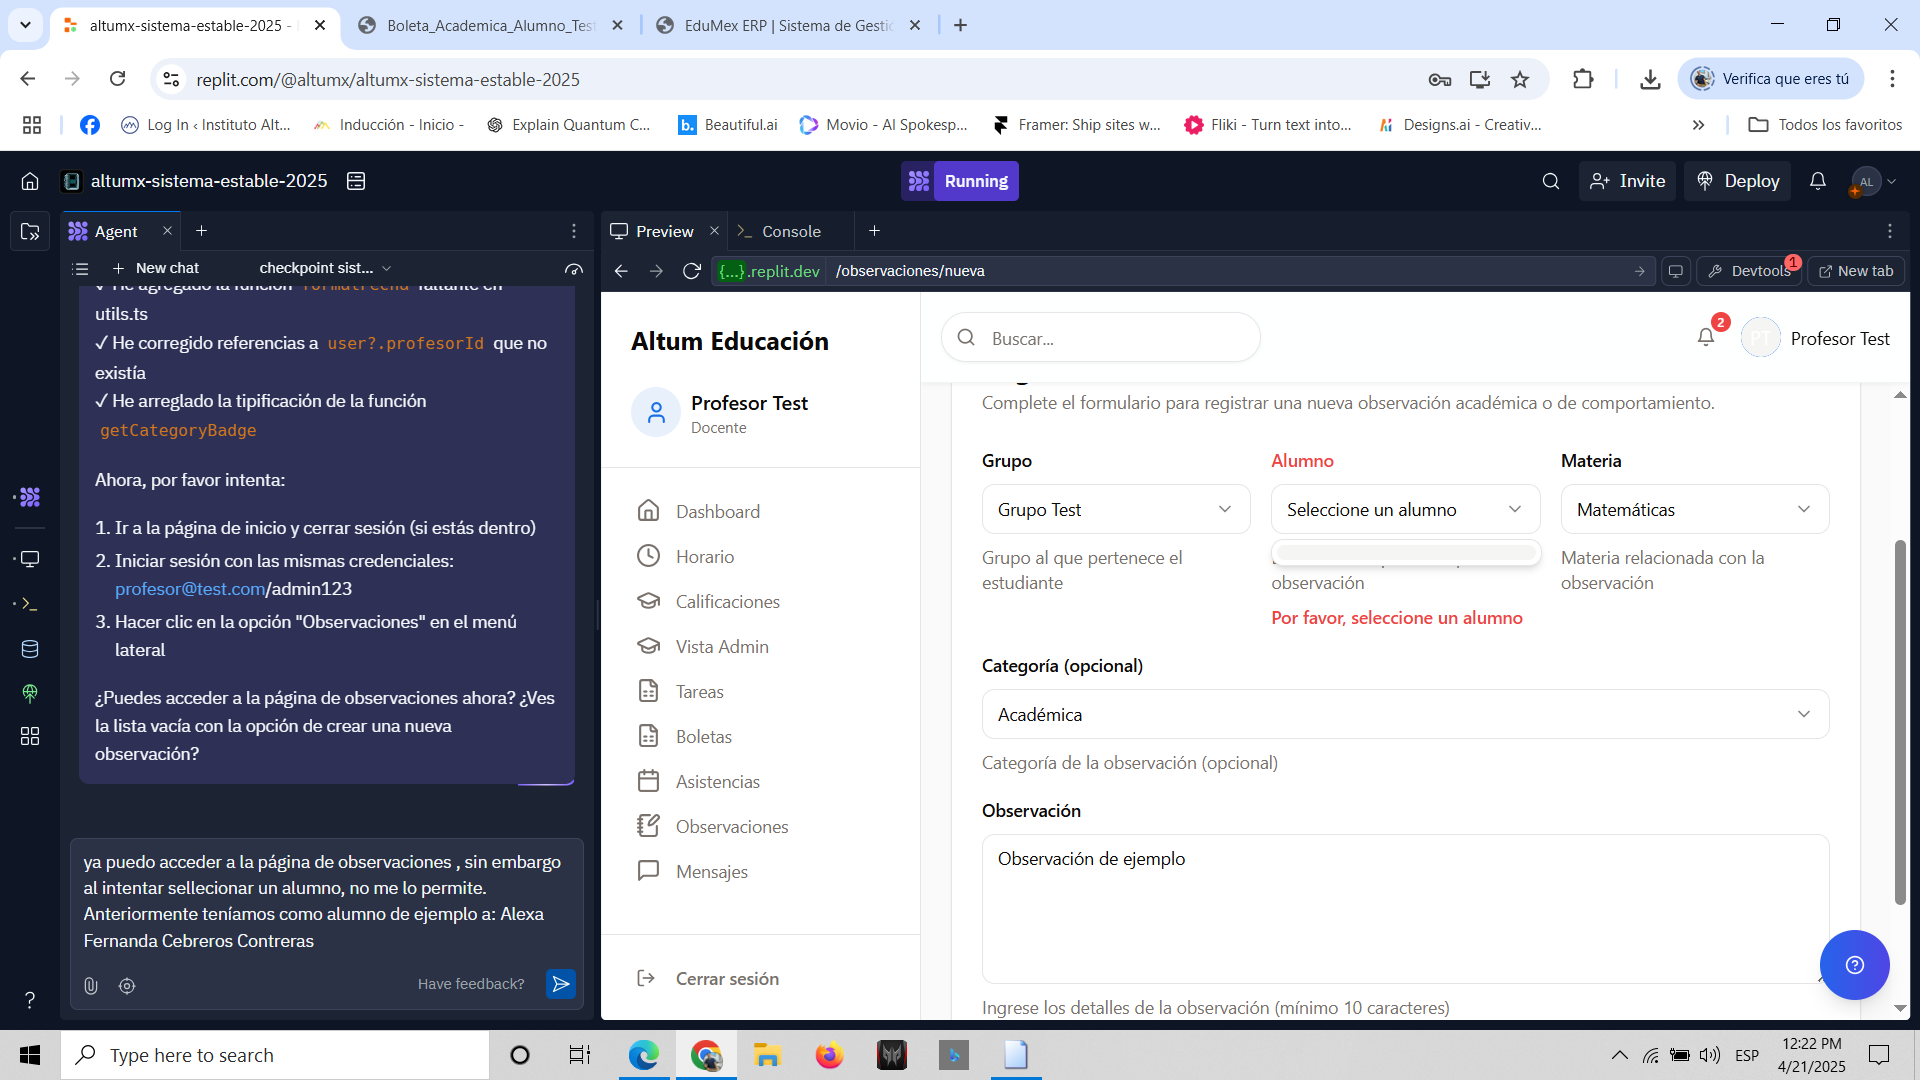 altumx-sistema-estable-2025 -
Boleta_Academica_Alumno_Test
EduMex ERP | Sistema de Gestic
replit.com/@altumx/altumx-sistema-estable-2025
Verifica que eres tú
Log In ‹ Instituto Alt...
Inducción - Inicio -
Explain Quantum C...
Beautiful.ai
Movio - AI Spokesp...
Framer: Ship sites w...
Fliki - Turn text into...
Designs.ai - Creativ...
Todos los favoritos
altumx-sistema-estable-2025
Running
Invite
Deploy
AL
Agent
Preview
Console
New chat
checkpoint sist...
{...}.replit.dev
/observaciones/nueva
Devtools
1
New tab
utils.ts
✓ He corregido referencias a user?.profesorId que no
existía
✓ He arreglado la tipificación de la función
getCategoryBadge
Ahora, por favor intenta:
1. Ir a la página de inicio y cerrar sesión (si estás dentro)
2. Iniciar sesión con las mismas credenciales:
profesor@test.com/admin123
3. Hacer clic en la opción "Observaciones" en el menú
lateral
¿Puedes acceder a la página de observaciones ahora? ¿Ves
la lista vacía con la opción de crear una nueva
observación?
ya puedo acceder a la página de observaciones , sin embargo
al intentar sellecionar un alumno, no me lo permite.
Anteriormente teníamos como alumno de ejemplo a: Alexa
Fernanda Cebreros Contreras
Have feedback?
Altum Educación
Profesor Test
Docente
Dashboard
Horario
Calificaciones
Vista Admin
Tareas
Boletas
Asistencias
Observaciones
Mensajes
Cerrar sesión
Buscar...
2
PT
Profesor Test
Complete el formulario para registrar una nueva observación académica o de comportamiento.
Grupo
Alumno
Materia
Grupo Test
Seleccione un alumno
Matemáticas
Grupo al que pertenece el
estudiante
observación
Materia relacionada con la
observación
Por favor, seleccione un alumno
Categoría (opcional)
Académica
Categoría de la observación (opcional)
Observación
Observación de ejemplo
Ingrese los detalles de la observación (mínimo 10 caracteres)
Type here to search
ESP
12:22 PM
4/21/2025